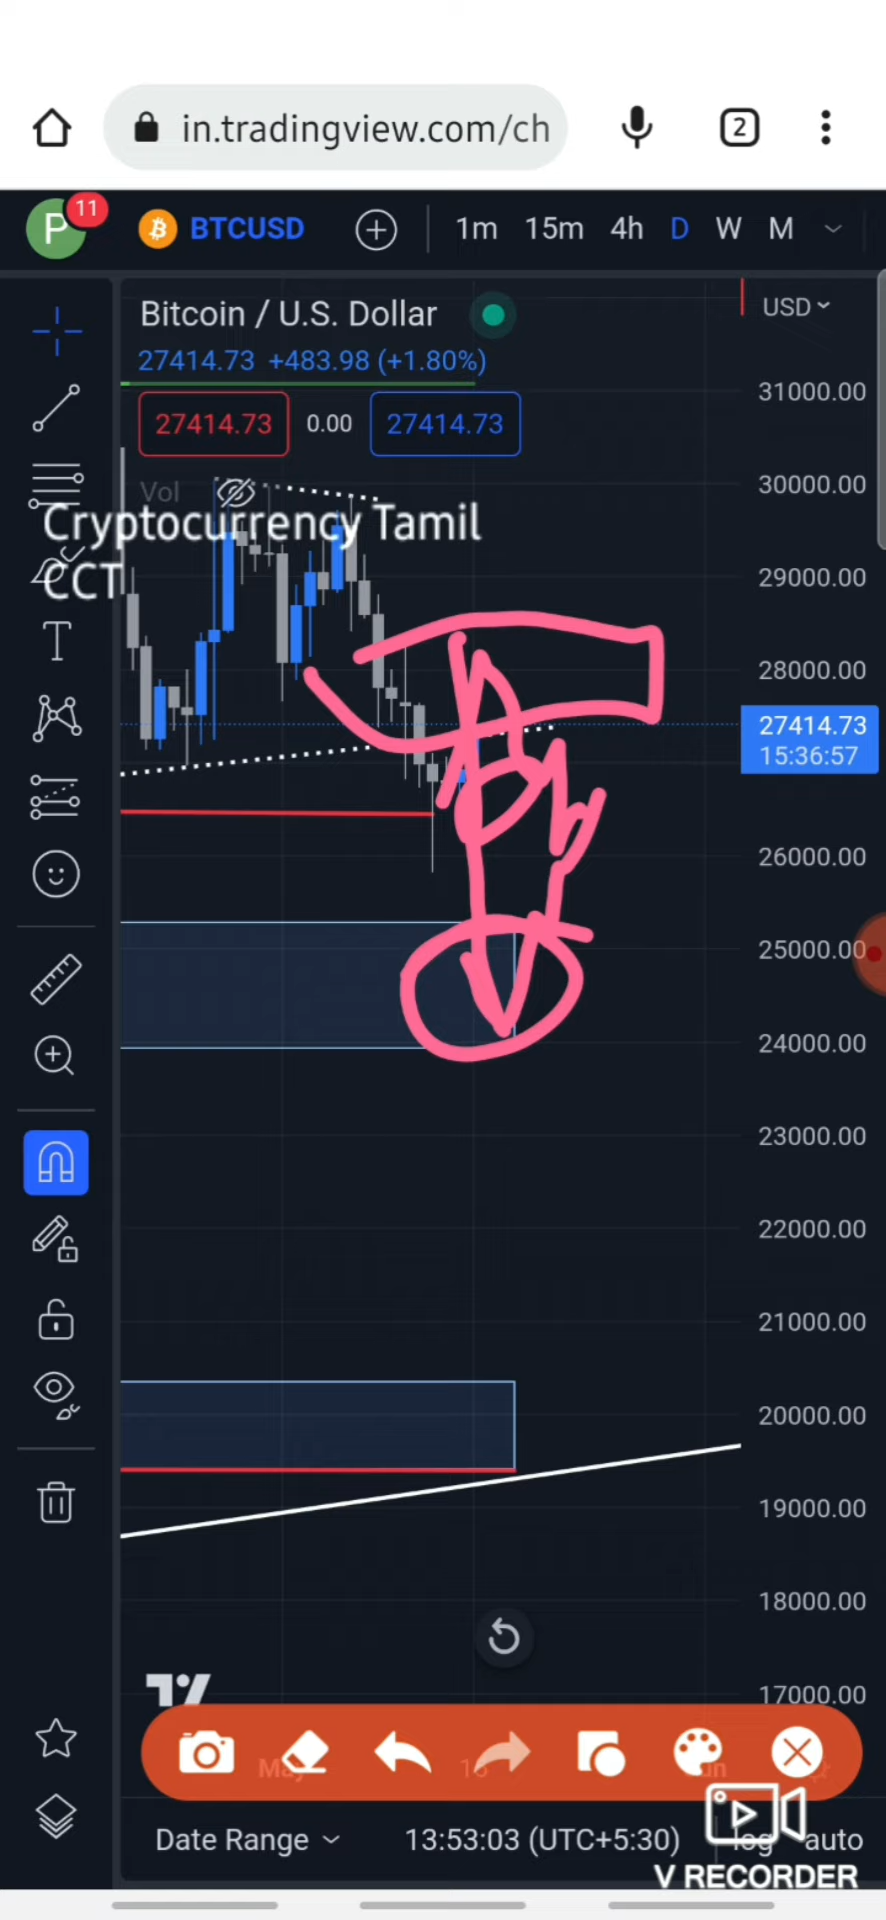 in.tradingview.com/ch
2
P
11
BTCUSD
1m 15m 4h D W M
Bitcoin / U.S. Dollar
USD
27414.73 +483.98 (+1.80%)
27414.73 0.00 27414.73
31000.00
Vol
30000.00
Cryptocurrency Tamil
CCT
29000.00
28000.00
27414.73
15:36:57
26000.00
25000.00
24000.00
23000.00
22000.00
21000.00
20000.00
19000.00
18000.00
17000.00
Date Range
13:53:03 (UTC+5:30)
log auto
V RECORDER